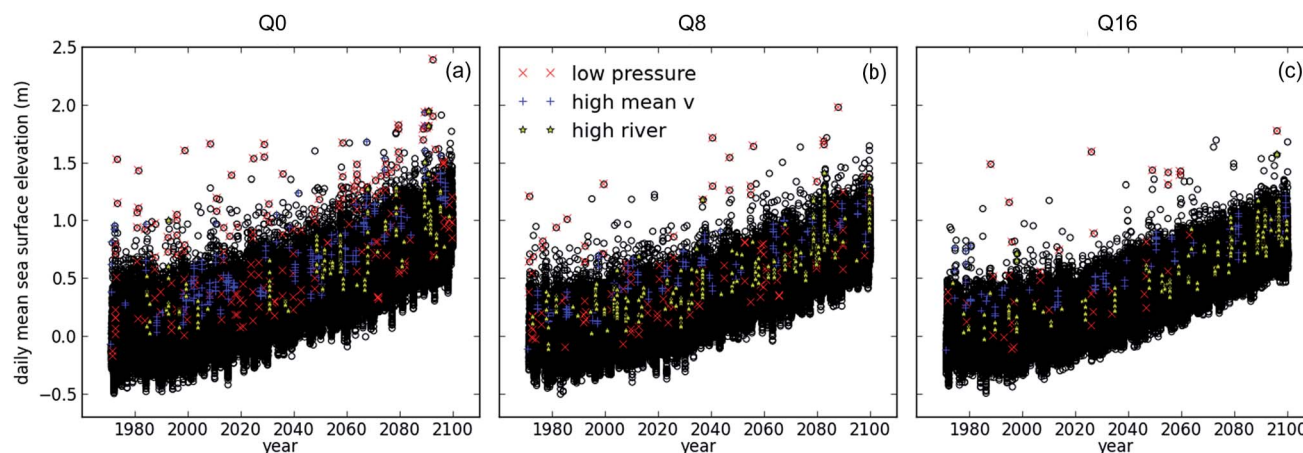 Q0 Q8 Q16
daily mean sea surface elevation (m)
2.5
2.0
1.5
1.0
0.5
0.0
−0.5
(a)
low pressure
high mean v
high river
(b)
(c)
1980 2000 2020 2040 2060 2080 2100
year
1980 2000 2020 2040 2060 2080 2100
year
1980 2000 2020 2040 2060 2080 2100
year